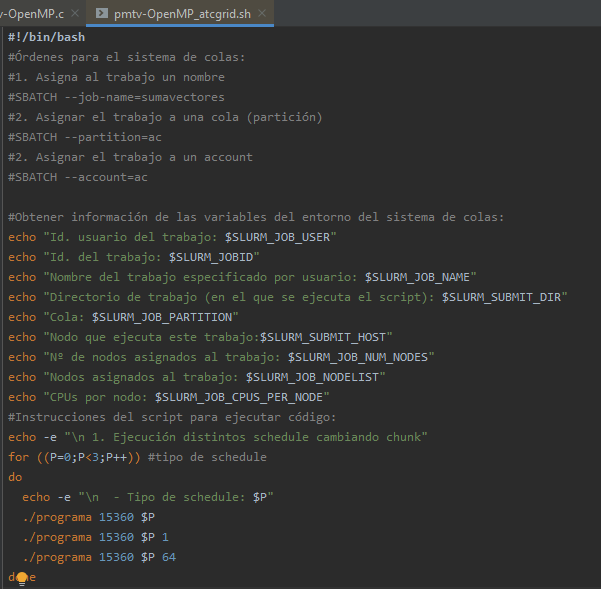 v-OpenMP.c
pmtv-OpenMP_atcgrid.sh
#!/bin/bash
#Órdenes para el sistema de colas:
#1. Asigna al trabajo un nombre
#SBATCH --job-name=sumavectores
#2. Asignar el trabajo a una cola (partición)
#SBATCH --partition=ac
#2. Asignar el trabajo a un account
#SBATCH --account=ac
#Obtener información de las variables del entorno del sistema de colas:
echo "Id. usuario del trabajo: $SLURM_JOB_USER"
echo "Id. del trabajo: $SLURM_JOBID"
echo "Nombre del trabajo especificado por usuario: $SLURM_JOB_NAME"
echo "Directorio de trabajo (en el que se ejecuta el script): $SLURM_SUBMIT_DIR"
echo "Cola: $SLURM_JOB_PARTITION"
echo "Nodo que ejecuta este trabajo:$SLURM_SUBMIT_HOST"
echo "Nº de nodos asignados al trabajo: $SLURM_JOB_NUM_NODES"
echo "Nodos asignados al trabajo: $SLURM_JOB_NODELIST"
echo "CPUs por nodo: $SLURM_JOB_CPUS_PER_NODE"
#Instrucciones del script para ejecutar código:
echo -e "\n 1. Ejecución distintos schedule cambiando chunk"
for ((P=0;P<3;P++)) #tipo de schedule
do
  echo -e "\n  - Tipo de schedule: $P"
  ./programa 15360 $P
  ./programa 15360 $P 1
  ./programa 15360 $P 64
done